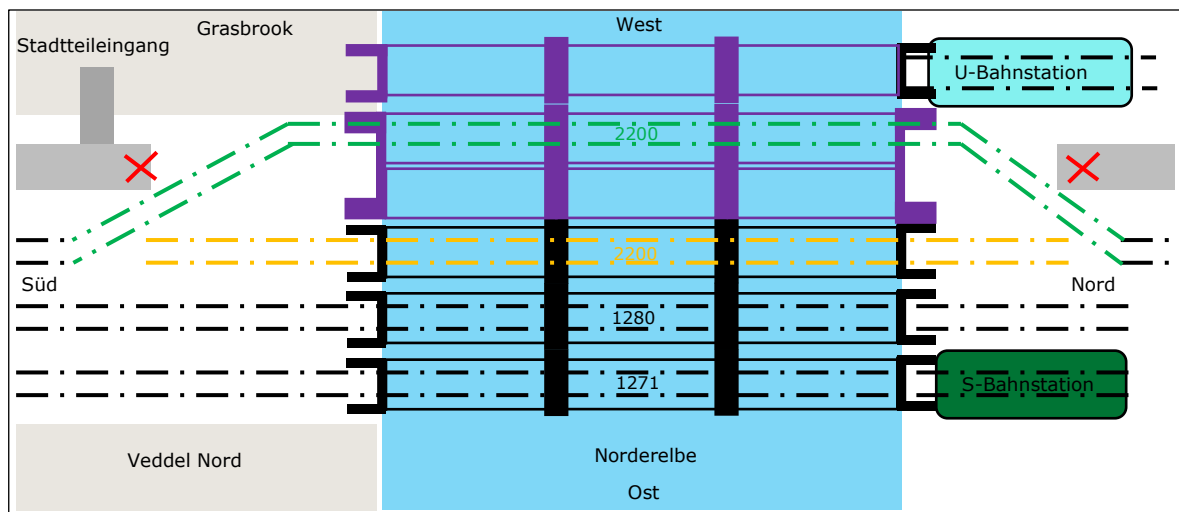 Grasbrook
West
Stadtteileingang
U-Bahnstation
2200
2200
Süd
Nord
1280
1271
S-Bahnstation
Veddel Nord
Norderelbe
Ost